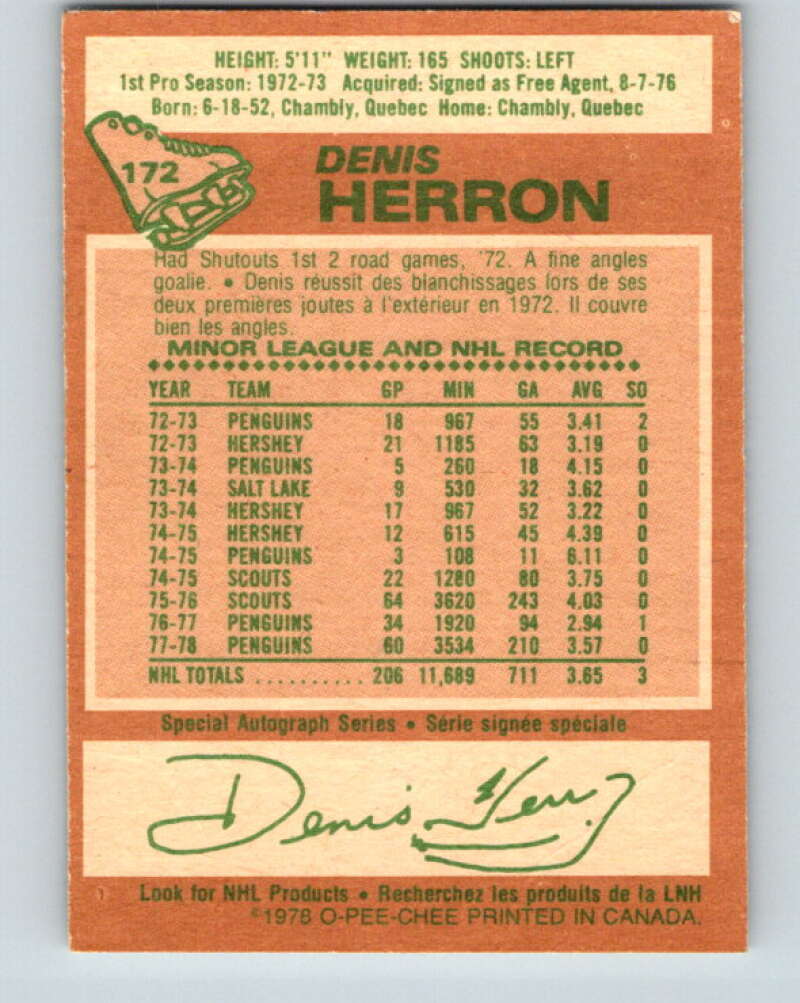 HEIGHT: 5'11" WEIGHT: 165 SHOOTS: LEFT
1st Pro Season: 1972-73 Acquired: Signed as Free Agent, 8-7-76
Born: 6-18-52, Chambly, Quebec Home: Chambly, Quebec
172
DENIS
HERRON
Had Shutouts 1st 2 road games, '72. A fine angles
goalie. • Denis réussit des blanchissages lors de ses
deux premières joutes à l'extérieur en 1972. Il couvre
bien les angles.
MINOR LEAGUE AND NHL RECORD
YEAR TEAM GP MIN GA AVG SO
72-73 PENGUINS 18 967 55 3.41 2
72-73 HERSHEY 21 1185 63 3.19 0
73-74 PENGUINS 5 260 18 4.15 0
73-74 SALT LAKE 9 530 32 3.62 0
73-74 HERSHEY 17 967 52 3.22 0
74-75 HERSHEY 12 615 45 4.39 0
74-75 PENGUINS 3 108 11 6.11 0
74-75 SCOUTS 22 1280 80 3.75 0
75-76 SCOUTS 64 3620 243 4.03 0
76-77 PENGUINS 34 1920 94 2.94 1
77-78 PENGUINS 60 3534 210 3.57 0
NHL TOTALS .......... 206 11,689 711 3.65 3
Special Autograph Series • Série signée spéciale
Denis Herron
Look for NHL Products • Recherchez les produits de la LNH
©1978 O-PEE-CHEE PRINTED IN CANADA.